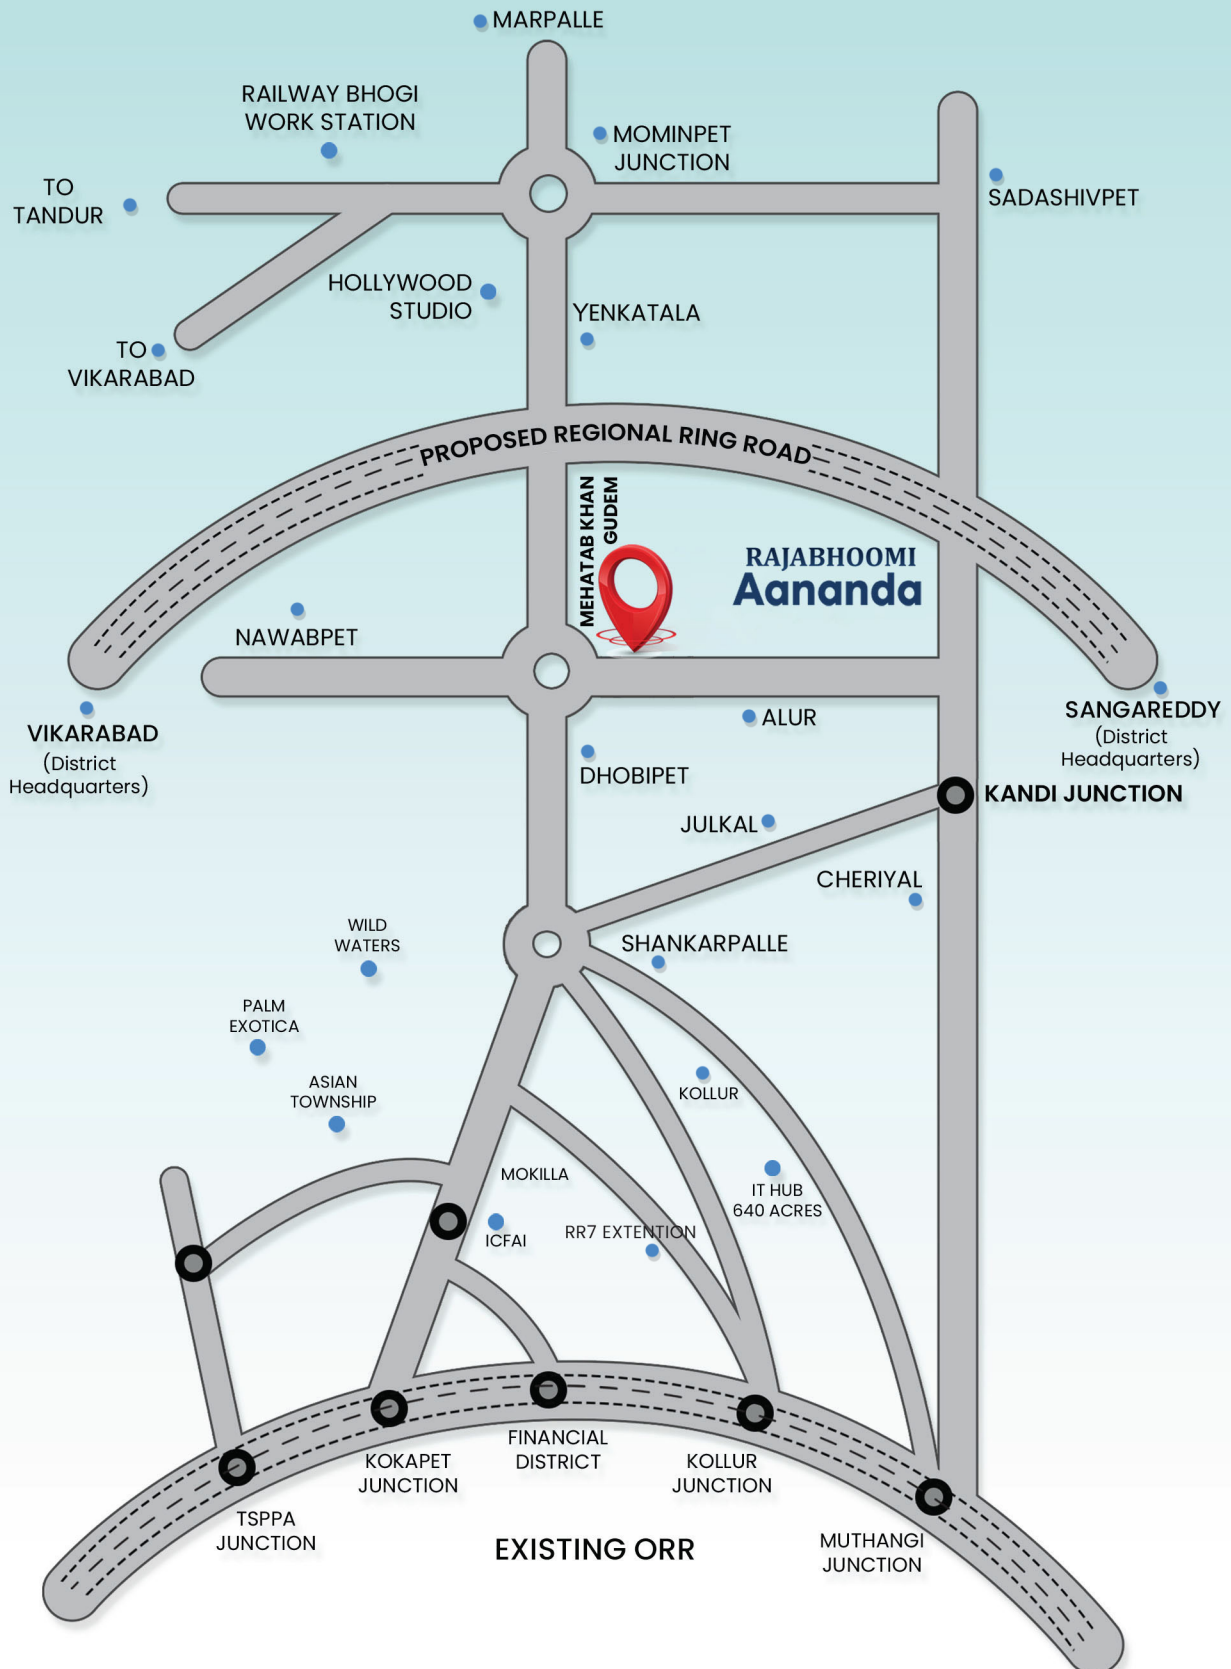 MARPALLE
RAILWAY BHOGI
WORK STATION
MOMINPET
JUNCTION
TO
TANDUR
SADASHIVPET
HOLLYWOOD
STUDIO
YENKATALA
TO
VIKARABAD
PROPOSED REGIONAL RING ROAD
MEHATAB KHAN
GUDEM
RAJABHOOMI
Aananda
NAWABPET
VIKARABAD
(District
Headquarters)
ALUR
SANGAREDDY
(District
Headquarters)
DHOBIPET
KANDI JUNCTION
JULKAL
CHERIYAL
WILD
WATERS
SHANKARPALLE
PALM
EXOTICA
ASIAN
TOWNSHIP
KOLLUR
MOKILLA
IT HUB
640 ACRES
ICFAI
RR7 EXTENTION
FINANCIAL
DISTRICT
KOKAPET
JUNCTION
KOLLUR
JUNCTION
TSPPA
JUNCTION
EXISTING ORR
MUTHANGI
JUNCTION